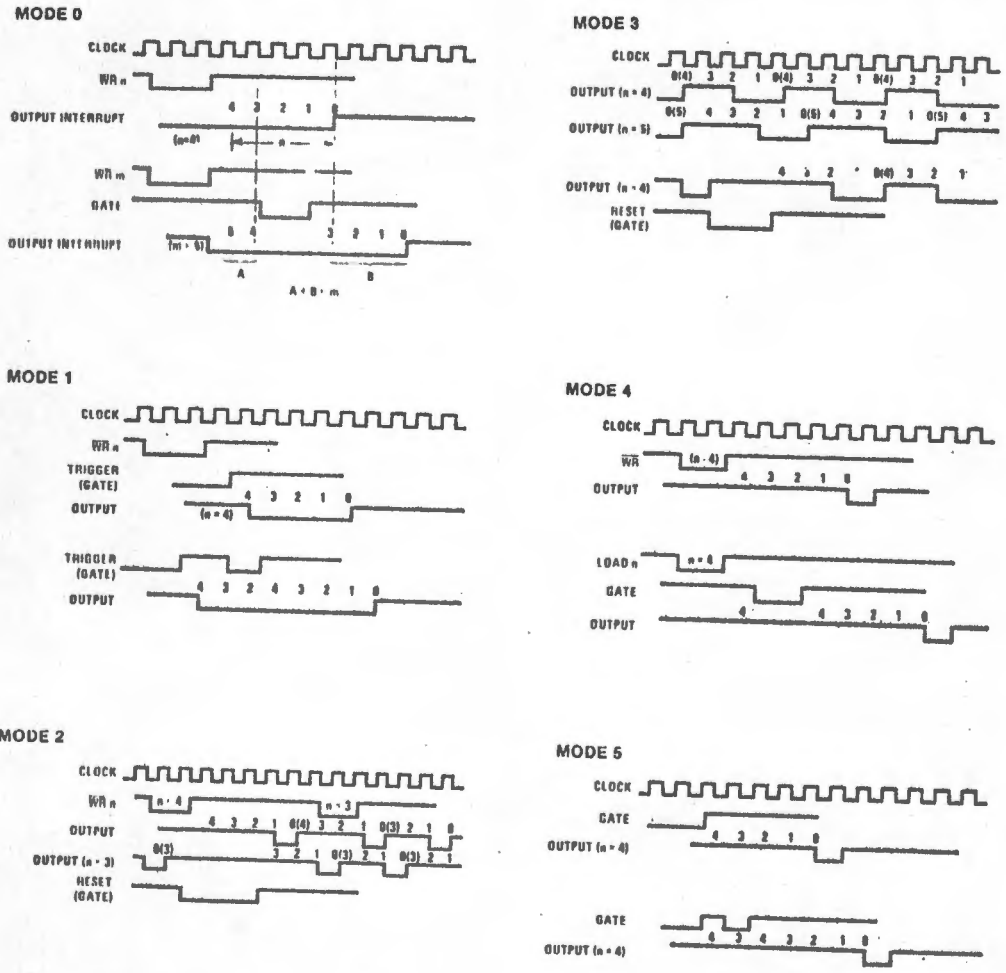 MODE 0
CLOCK
WR n
4 3 2 1 0
OUTPUT INTERRUPT
n
WR m
GATE
5 4 3 2 1 0
OUTPUT INTERRUPT
A B
A + B = m
MODE 1
CLOCK
WR n
TRIGGER
(GATE)
4 3 2 1 0
OUTPUT
(n = 4)
TRIGGER
(GATE)
4 3 2 4 3 2 1 0
OUTPUT
MODE 2
CLOCK
WR n n = 4 n = 3
OUTPUT 4 3 2 1 0(4) 3 2 1 0(3) 2 1 0
0(3) 3 2 1 0(3) 2 1 0(3) 2 1
OUTPUT (n = 3)
RESET
(GATE)
MODE 3
CLOCK
0(4) 3 2 1 0(4) 3 2 1 0(4) 3 2 1
OUTPUT (n = 4)
0(5) 4 3 2 1 0(5) 4 3 2 1 0(5) 4 3
OUTPUT (n = 5)
4 2 0(4) 3 2 1
OUTPUT (n = 4)
RESET
(GATE)
MODE 4
CLOCK
WR (n = 4)
4 3 2 1 0
OUTPUT
LOAD n n = 4
GATE
4 4 3 2 1 0
OUTPUT
MODE 5
CLOCK
GATE
4 3 2 1 0
OUTPUT (n = 4)
GATE
4 3 4 3 2 1 0
OUTPUT (n = 4)